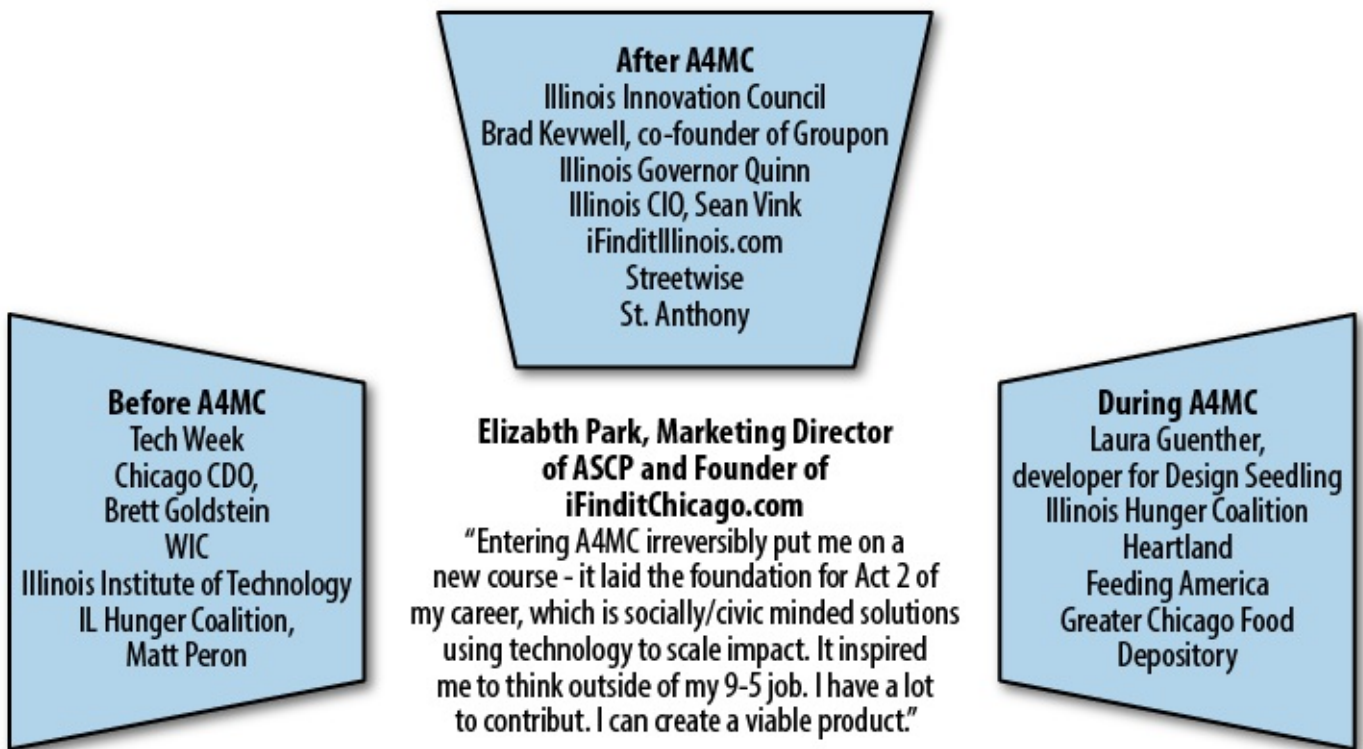 After A4MC
Illinois Innovation Council
Brad Kevwell, co-founder of Groupon
Illinois Governor Quinn
Illinois CIO, Sean Vink
iFinditIllinois.com
Streetwise
St. Anthony
Before A4MC
Tech Week
Chicago CDO,
Brett Goldstein
WIC
Illinois Institute of Technology
IL Hunger Coalition,
Matt Peron
Elizabth Park, Marketing Director
of ASCP and Founder of
iFinditChicago.com
“Entering A4MC irreversibly put me on a
new course - it laid the foundation for Act 2 of
my career, which is socially/civic minded solutions
using technology to scale impact. It inspired
me to think outside of my 9-5 job. I have a lot
to contribut. I can create a viable product.”
During A4MC
Laura Guenther,
developer for Design Seedling
Illinois Hunger Coalition
Heartland
Feeding America
Greater Chicago Food
Depository